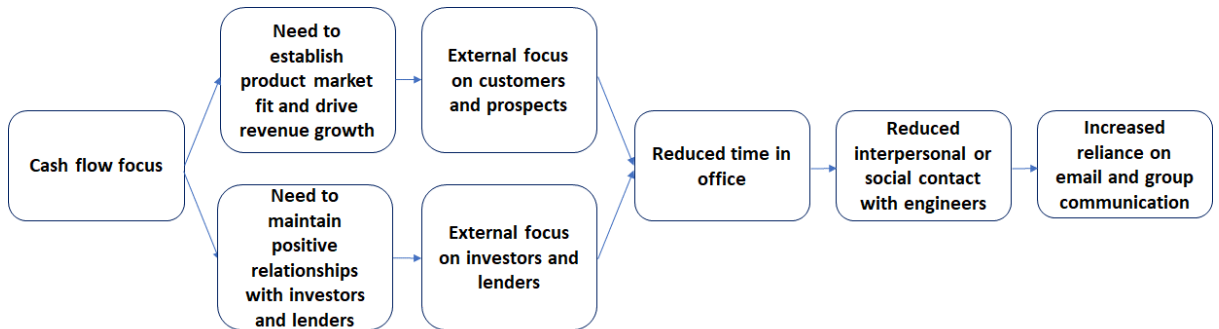 Cash flow focus
Need to
establish
product market
fit and drive
revenue growth
External focus
on customers
and prospects
Need to
maintain
positive
relationships
with investors
and lenders
External focus
on investors and
lenders
Reduced time in
office
Reduced
interpersonal or
social contact
with engineers
Increased
reliance on
email and group
communication